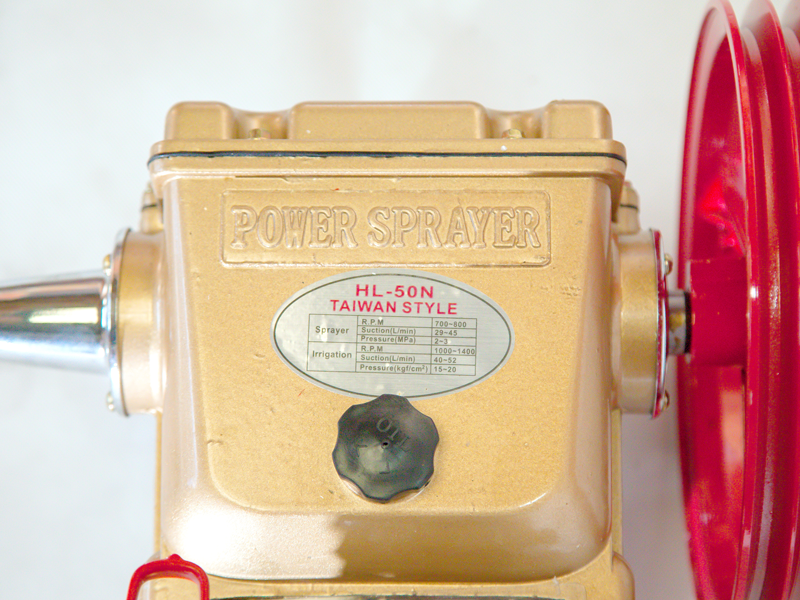 POWER SPRAYER
HL-50N
TAIWAN STYLE
Sprayer R.P.M 700~800
Suction(L/min) 29~45
Pressure(MPa) 2~3
Irrigation R.P.M 1000~1400
Suction(L/min) 40~52
Pressure(kgf/cm²) 15~20
OIL